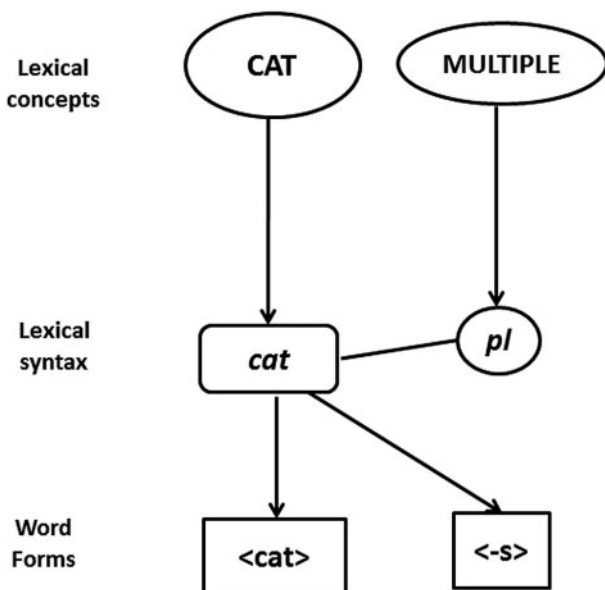 Lexical
concepts
CAT
MULTIPLE
Lexical
syntax
cat
pl
Word
Forms
<cat>
<-s>